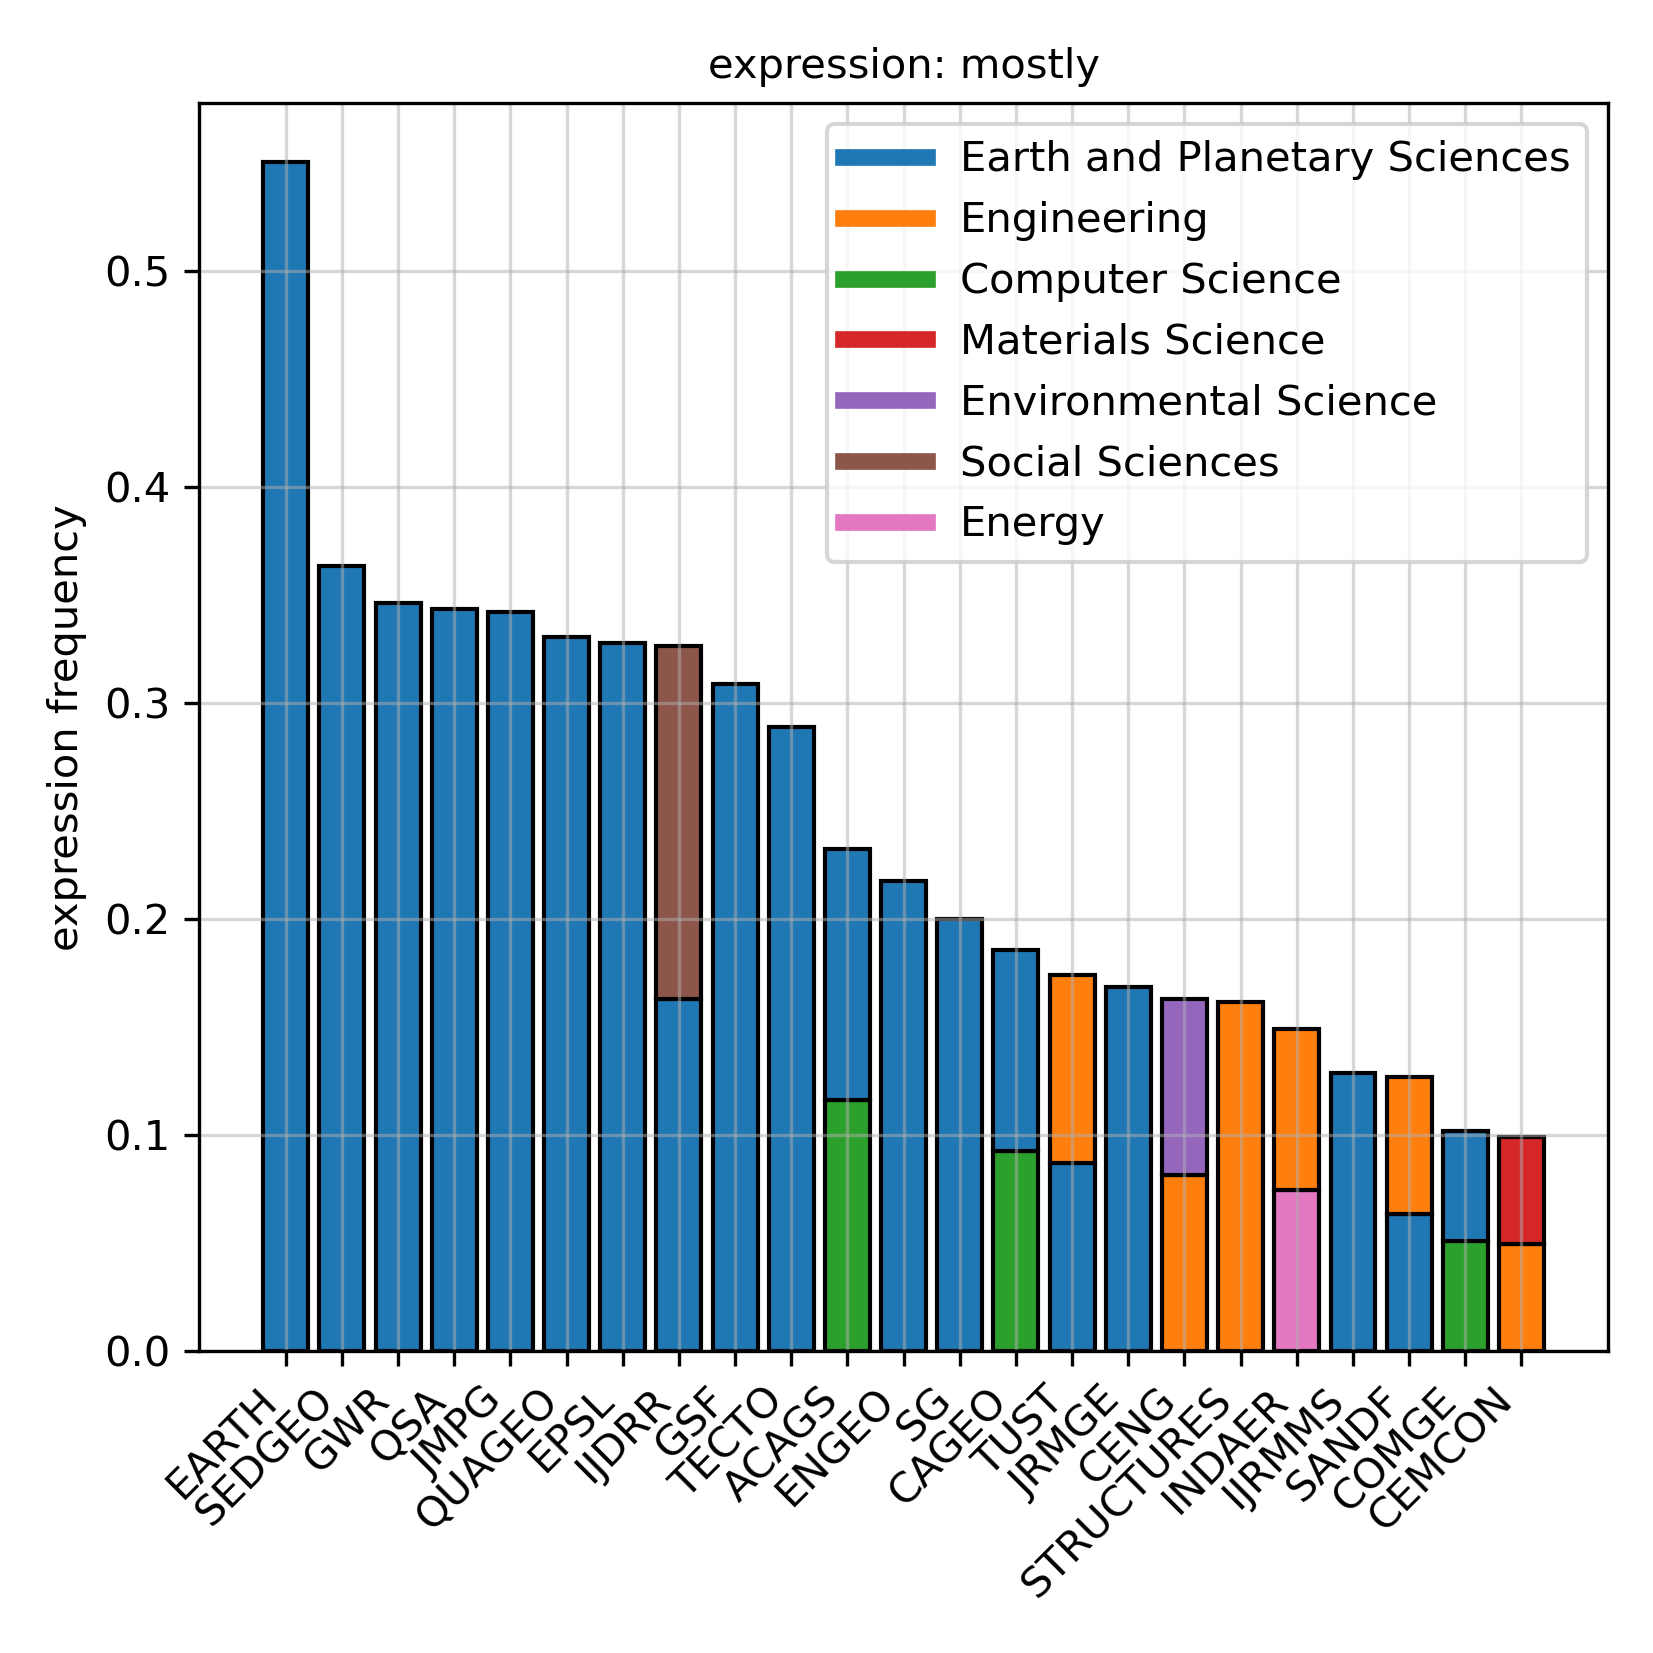 expression: mostly
Earth and Planetary Sciences
Engineering
Computer Science
Materials Science
Environmental Science
Social Sciences
Energy
expression frequency
0.5
0.4
0.3
0.2
0.1
0.0
EARTH
SEDGEO
GWR
QSA
JMPG
QUAGEO
EPSL
IJDRR
GSF
TECTO
ACAGS
ENGEO
SG
CAGEO
TUST
JRMGE
CENG
STRUCTURES
INDAER
IJRMMS
SANDF
COMGE
CEMCON